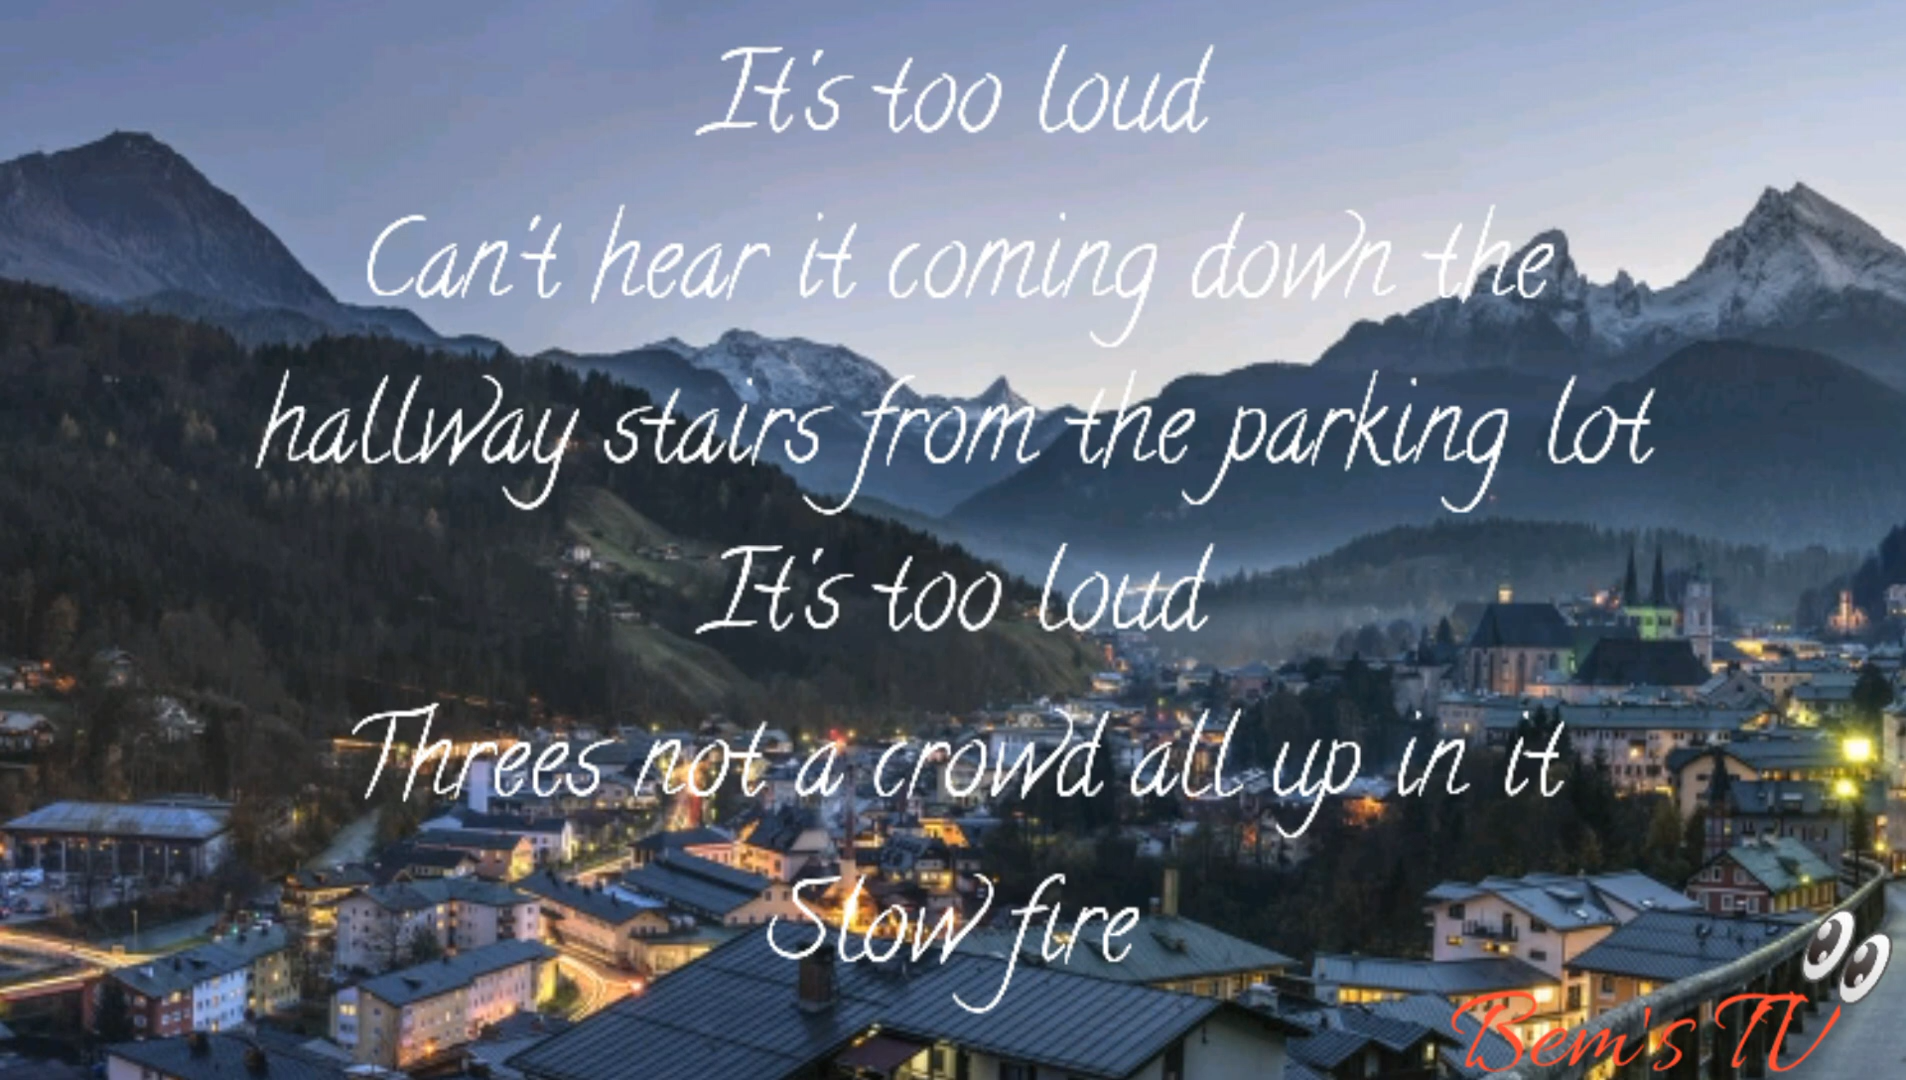 It's too loud
Can't hear it coming down the
hallway stairs from the parking lot
It's too loud
Threes not a crowd all up in it
Slow fire
Bem's TV